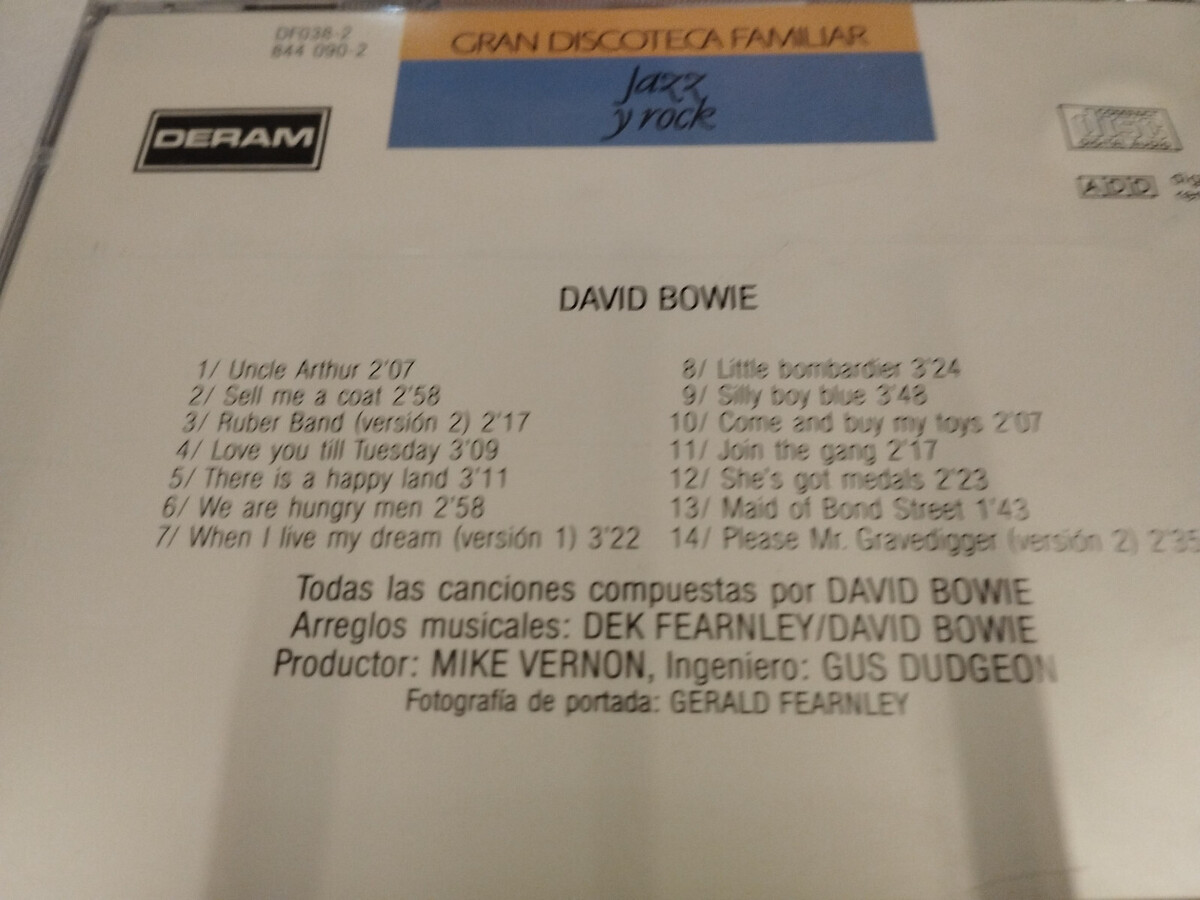 DF038-2
844 090-2
GRAN DISCOTECA FAMILIAR
Jazz
y rock
DERAM
COMPACT
disc
DIGITAL AUDIO
ADD
DAVID BOWIE
1/ Uncle Arthur 2'07
2/ Sell me a coat 2'58
3/ Ruber Band (versión 2) 2'17
4/ Love you till Tuesday 3'09
5/ There is a happy land 3'11
6/ We are hungry men 2'58
7/ When I live my dream (versión 1) 3'22
8/ Little bombardier 3'24
9/ Silly boy blue 3'48
10/ Come and buy my toys 2'07
11/ Join the gang 2'17
12/ She's got medals 2'23
13/ Maid of Bond Street 1'43
14/ Please Mr. Gravedigger (versión 2) 2'35
Todas las canciones compuestas por DAVID BOWIE
Arreglos musicales: DEK FEARNLEY/DAVID BOWIE
Productor: MIKE VERNON, Ingeniero: GUS DUDGEON
Fotografía de portada: GERALD FEARNLEY